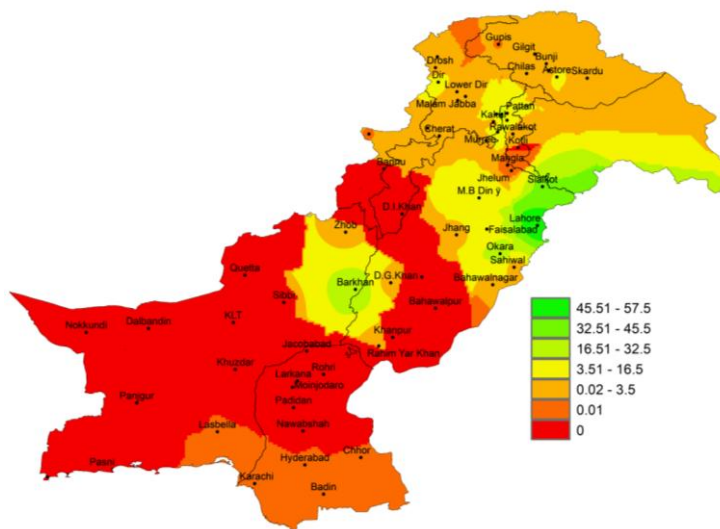 Gupis
Gilgit
Bunji
Drosh
Chilas
Astore
Skardu
Dir
Lower Dir
Malam Jabba
Pattan
Kakul
Cherat
Rawalakot
Murree
Kotli
Bannu
Mangla
Jhelum
Sialkot
M.B Din ÿ
D.I.Khan
Lahore
Zhob
Jhang
Faisalabad
Okara
Sahiwal
Quetta
D.G.Khan
Bahawalnagar
Barkhan
Sibbi
Bahawalpur
Nokkundi
Dalbandin
KLT
Khanpur
Jacobabad
Rahim Yar Khan
Khuzdar
Rohri
Larkana
Moinjodaro
Panjgur
Padidan
Nawabshah
Lasbella
Chhor
Pasni
Hyderabad
Karachi
Badin
45.51 - 57.5
32.51 - 45.5
16.51 - 32.5
3.51 - 16.5
0.02 - 3.5
0.01
0